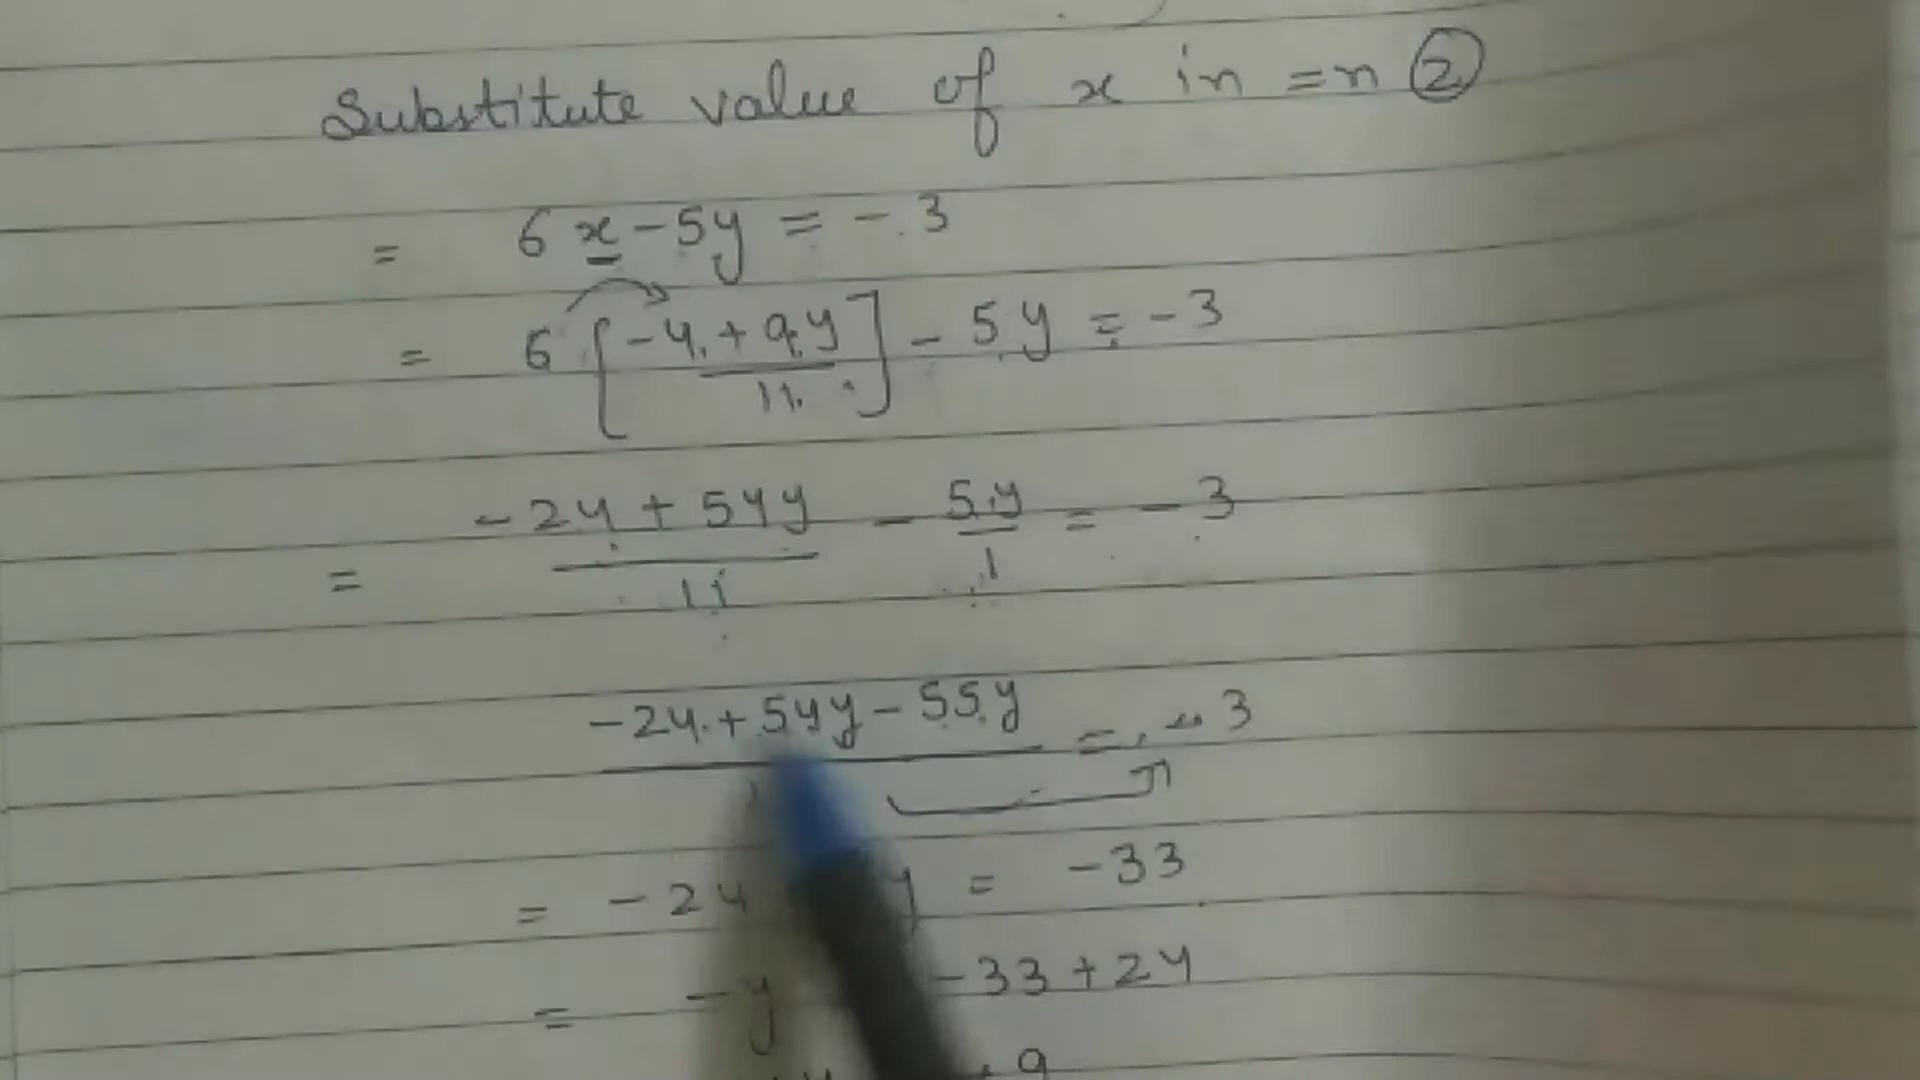 Substitute value of x in =n ②
= 6x - 5y = -3
= 6 [ -4 + 9y / 11 ] - 5y = -3
= -24 + 54y / 11 - 5y / 1 = -3
-24 + 54y - 55y = -3
= -24 y = -33
= -y -33 + 24
9